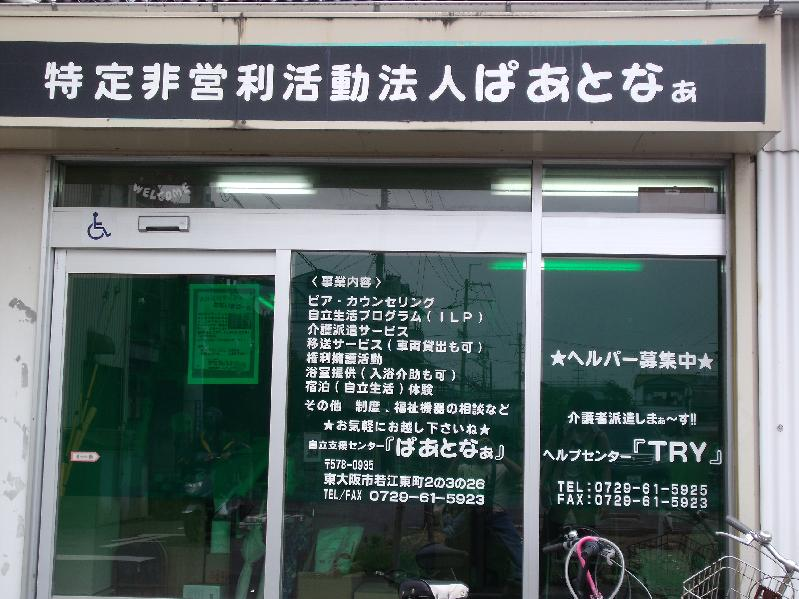 特定非営利活動法人ぱあとなぁ
WELCOME
〈事業内容〉
ピア・カウンセリング
自立生活プログラム(ILP)
介護派遣サービス
移送サービス(車両貸出も可)
権利擁護活動
浴室提供(入浴介助も可)
宿泊(自立生活)体験
その他 制度、福祉機器の相談など
★お気軽にお越し下さいね★
自立支援センター『ぱあとなぁ』
〒578-0935
東大阪市若江東町2の3の26
TEL/FAX 0729-61-5923
★ヘルパー募集中★
介護者派遣しまぁ〜す!!
ヘルプセンター『TRY』
TEL:0729-61-5925
FAX:0729-61-5923